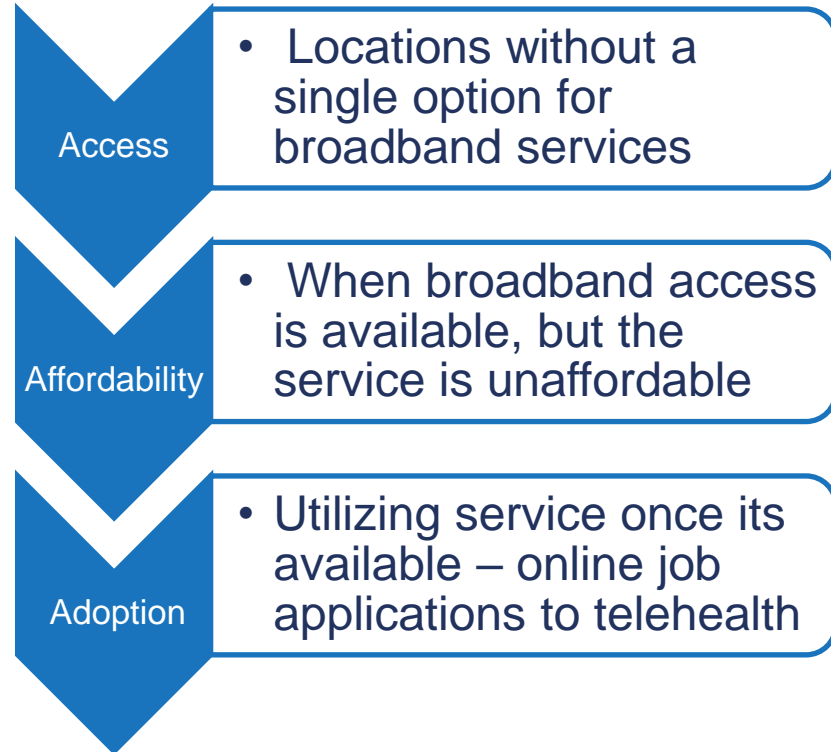 Access
• Locations without a
single option for
broadband services
Affordability
• When broadband access
is available, but the
service is unaffordable
Adoption
• Utilizing service once its
available – online job
applications to telehealth